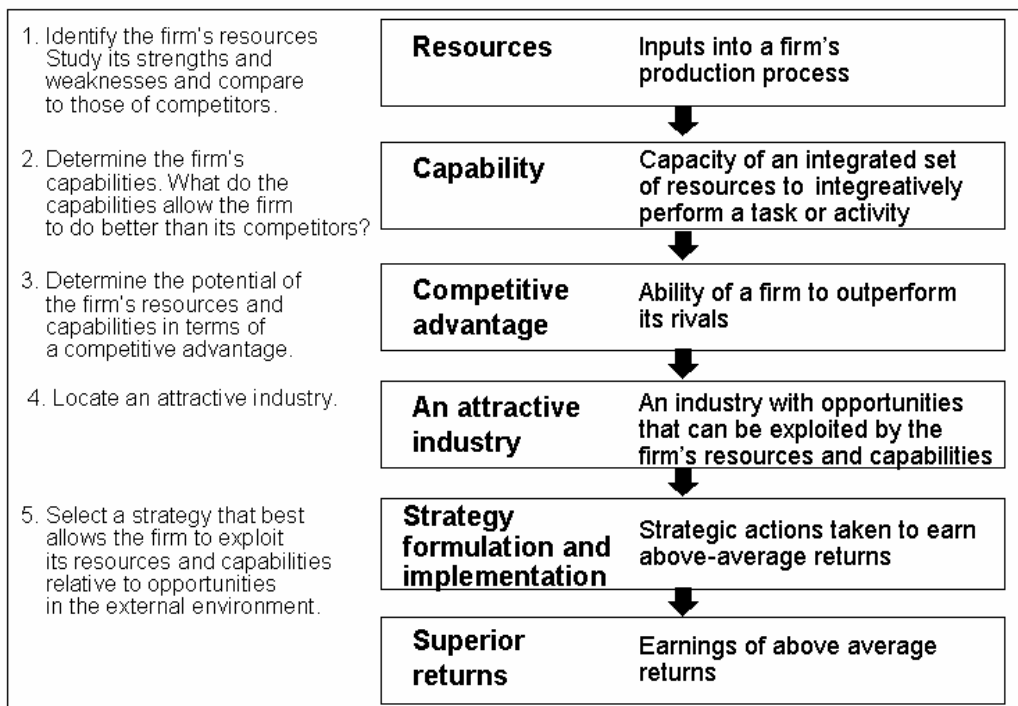 1. Identify the firm's resources
Study its strengths and
weaknesses and compare
to those of competitors.
Resources
Inputs into a firm's
production process
2. Determine the firm's
capabilities. What do the
capabilities allow the firm
to do better than its competitors?
Capability
Capacity of an integrated set
of resources to integreatively
perform a task or activity
3. Determine the potential of
the firm's resources and
capabilities in terms of
a competitive advantage.
Competitive
advantage
Ability of a firm to outperform
its rivals
4. Locate an attractive industry.
An attractive
industry
An industry with opportunities
that can be exploited by the
firm's resources and capabilities
5. Select a strategy that best
allows the firm to exploit
its resources and capabilities
relative to opportunities
in the external environment.
Strategy
formulation and
implementation
Strategic actions taken to earn
above-average returns
Superior
returns
Earnings of above average
returns